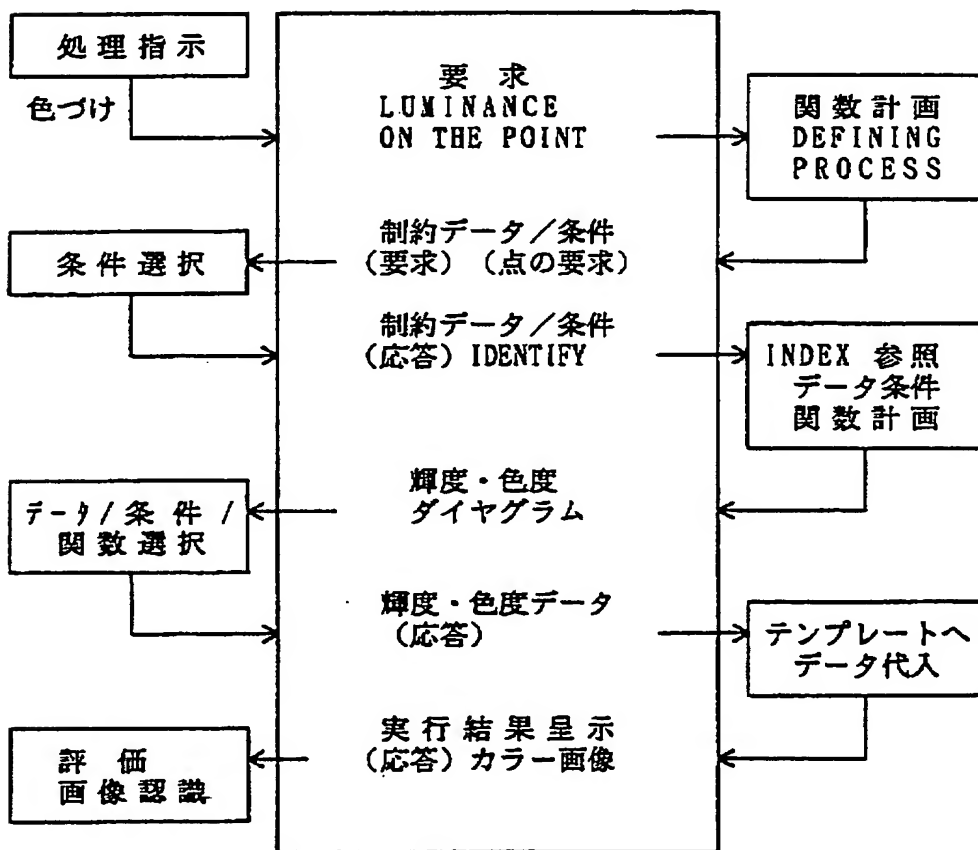 処理指示
色づけ
要求
LUMINANCE
ON THE POINT
関数計画
DEFINING
PROCESS
制約データ／条件
（要求）（点の要求）
条件選択
制約データ／条件
（応答）IDENTIFY
INDEX 参照
データ条件
関数計画
輝度・色度
ダイヤグラム
データ/条件/
関数選択
輝度・色度データ
（応答）
テンプレートへ
データ代入
実行結果呈示
（応答）カラー画像
評価
画像認識